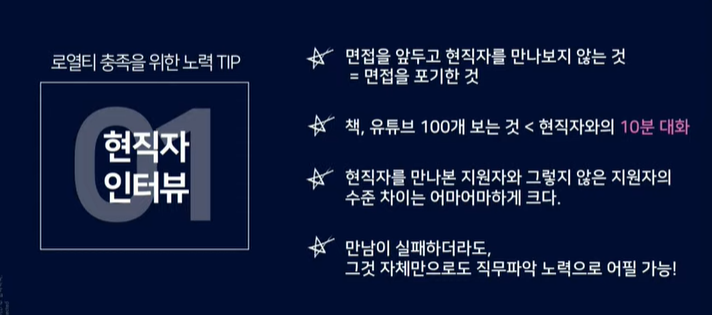 로열티 충족을 위한 노력 TIP
01
현직자
인터뷰
면접을 앞두고 현직자를 만나보지 않는 것
= 면접을 포기한 것
책, 유튜브 100개 보는 것 < 현직자와의 10분 대화
현직자를 만나본 지원자와 그렇지 않은 지원자의
수준 차이는 어마어마하게 크다.
만남이 실패하더라도,
그것 자체만으로도 직무파악 노력으로 어필 가능!